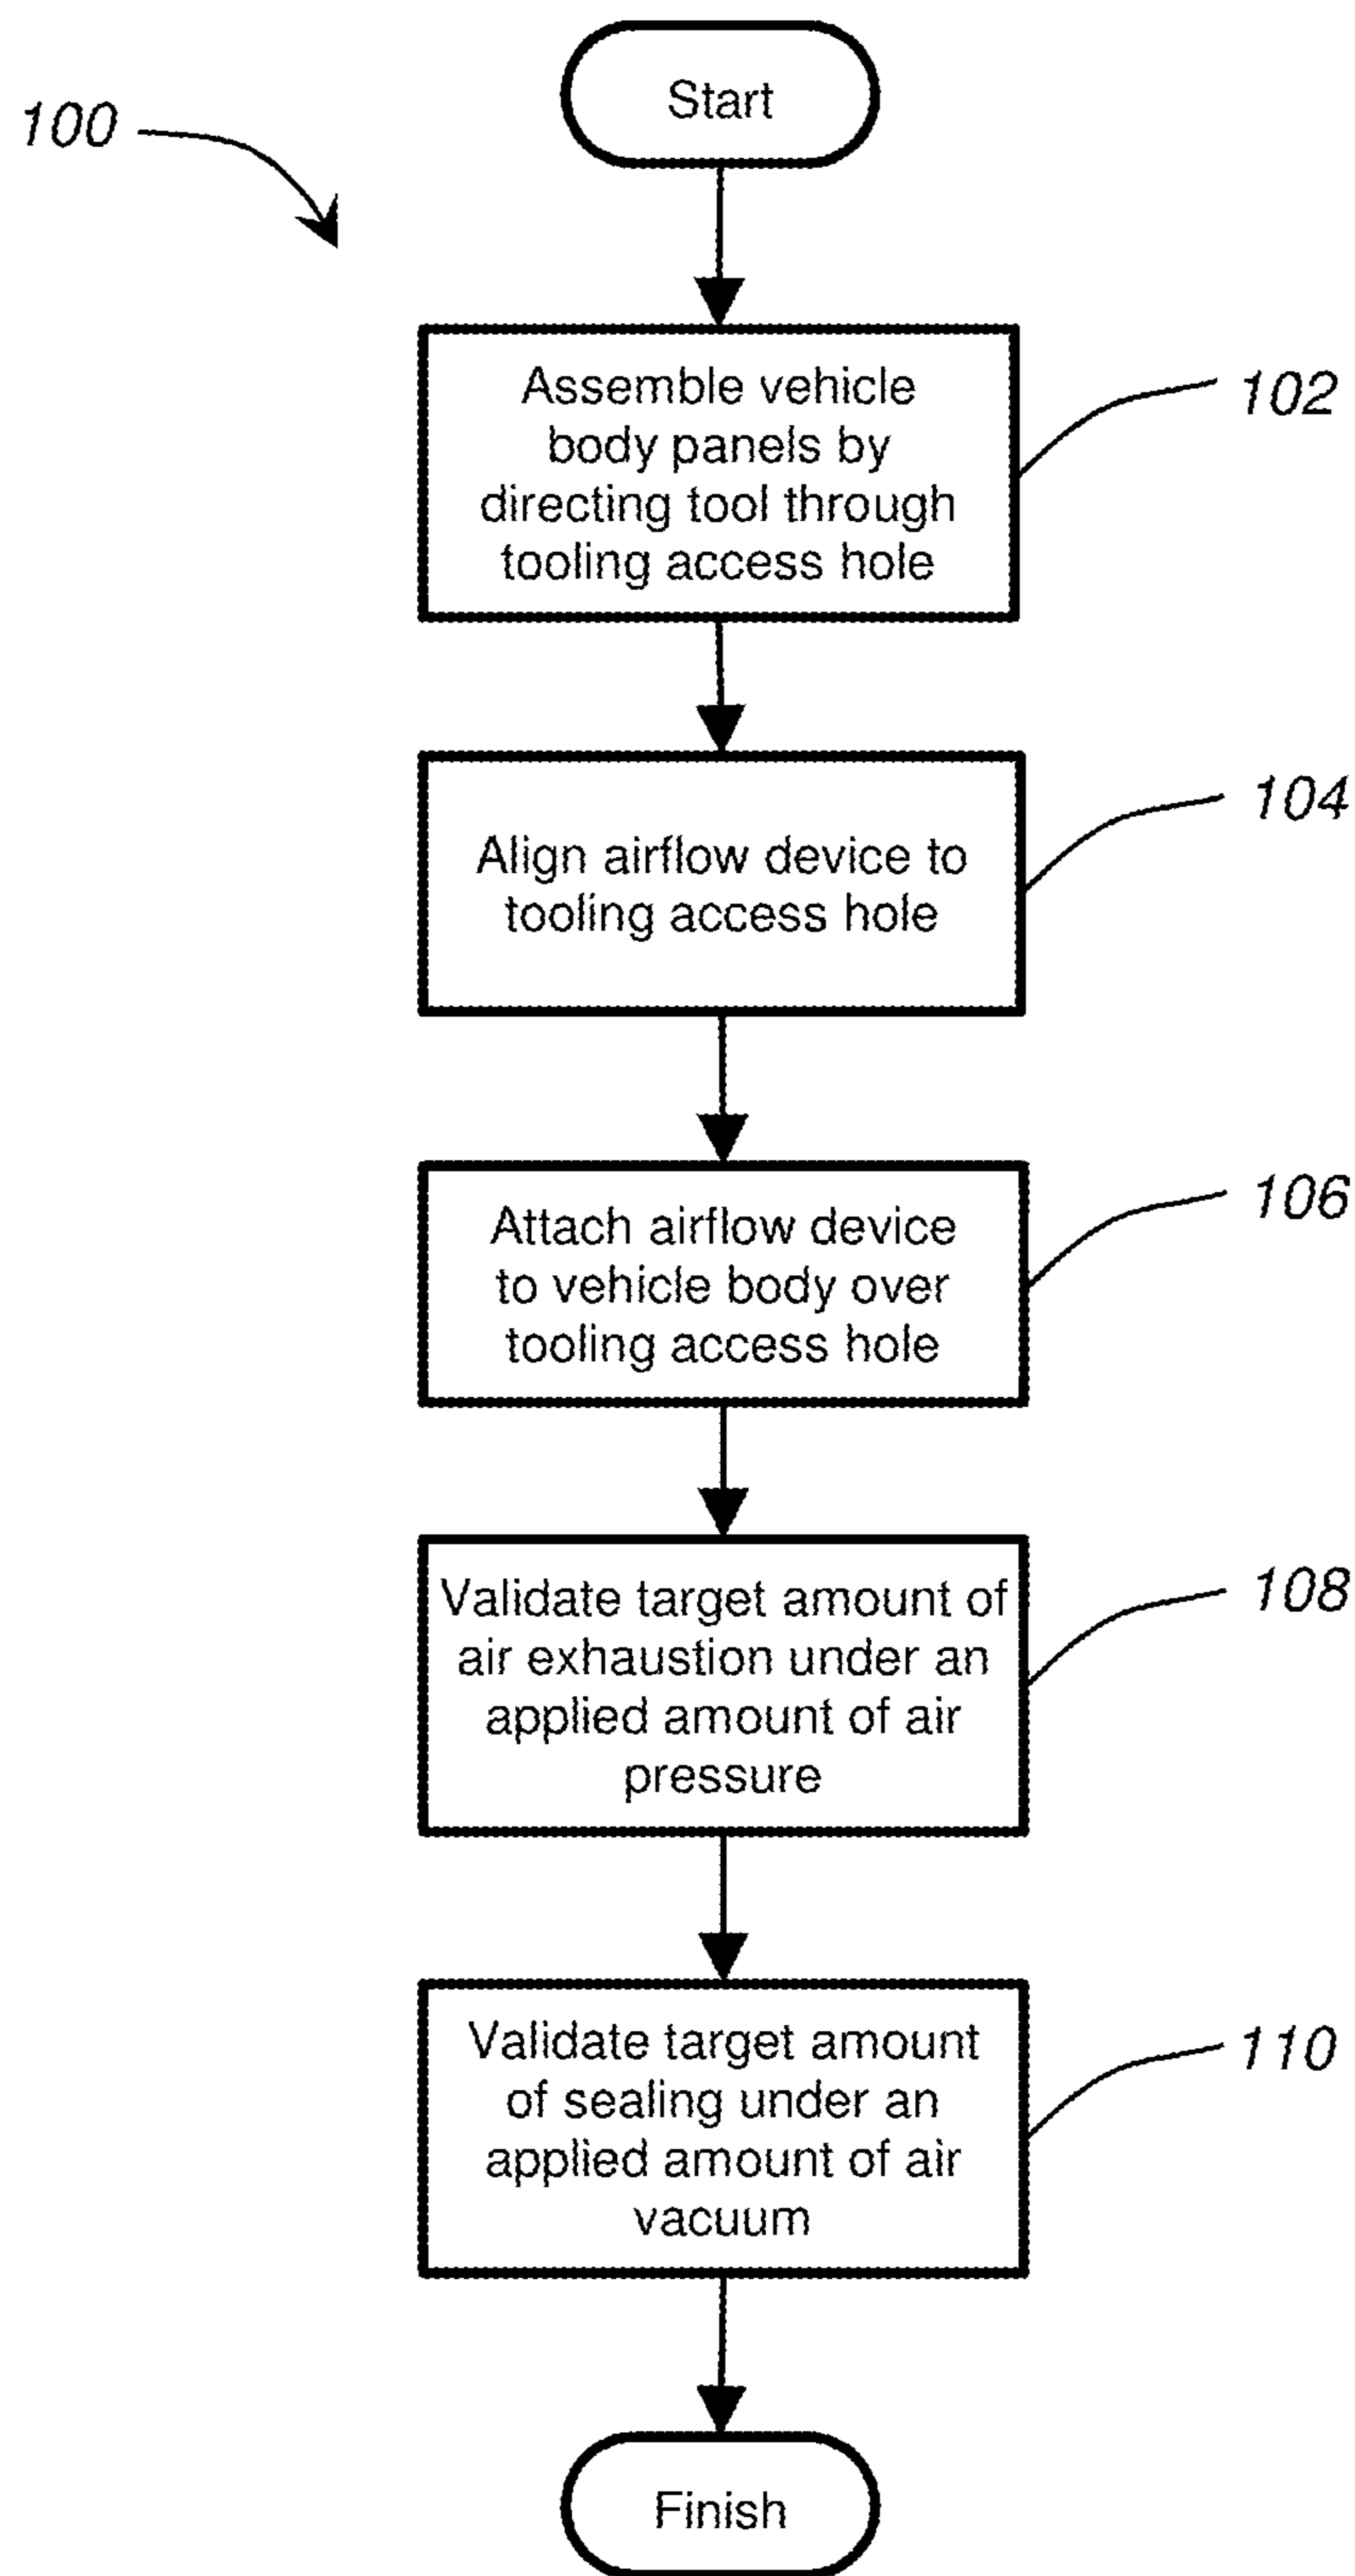 Start
100
Assemble vehicle
body panels by
directing tool through
tooling access hole
102
Align airflow device to
tooling access hole
104
Attach airflow device
to vehicle body over
tooling access hole
106
Validate target amount of
air exhaustion under an
applied amount of air
pressure
108
Validate target amount
of sealing under an
applied amount of air
vacuum
110
Finish